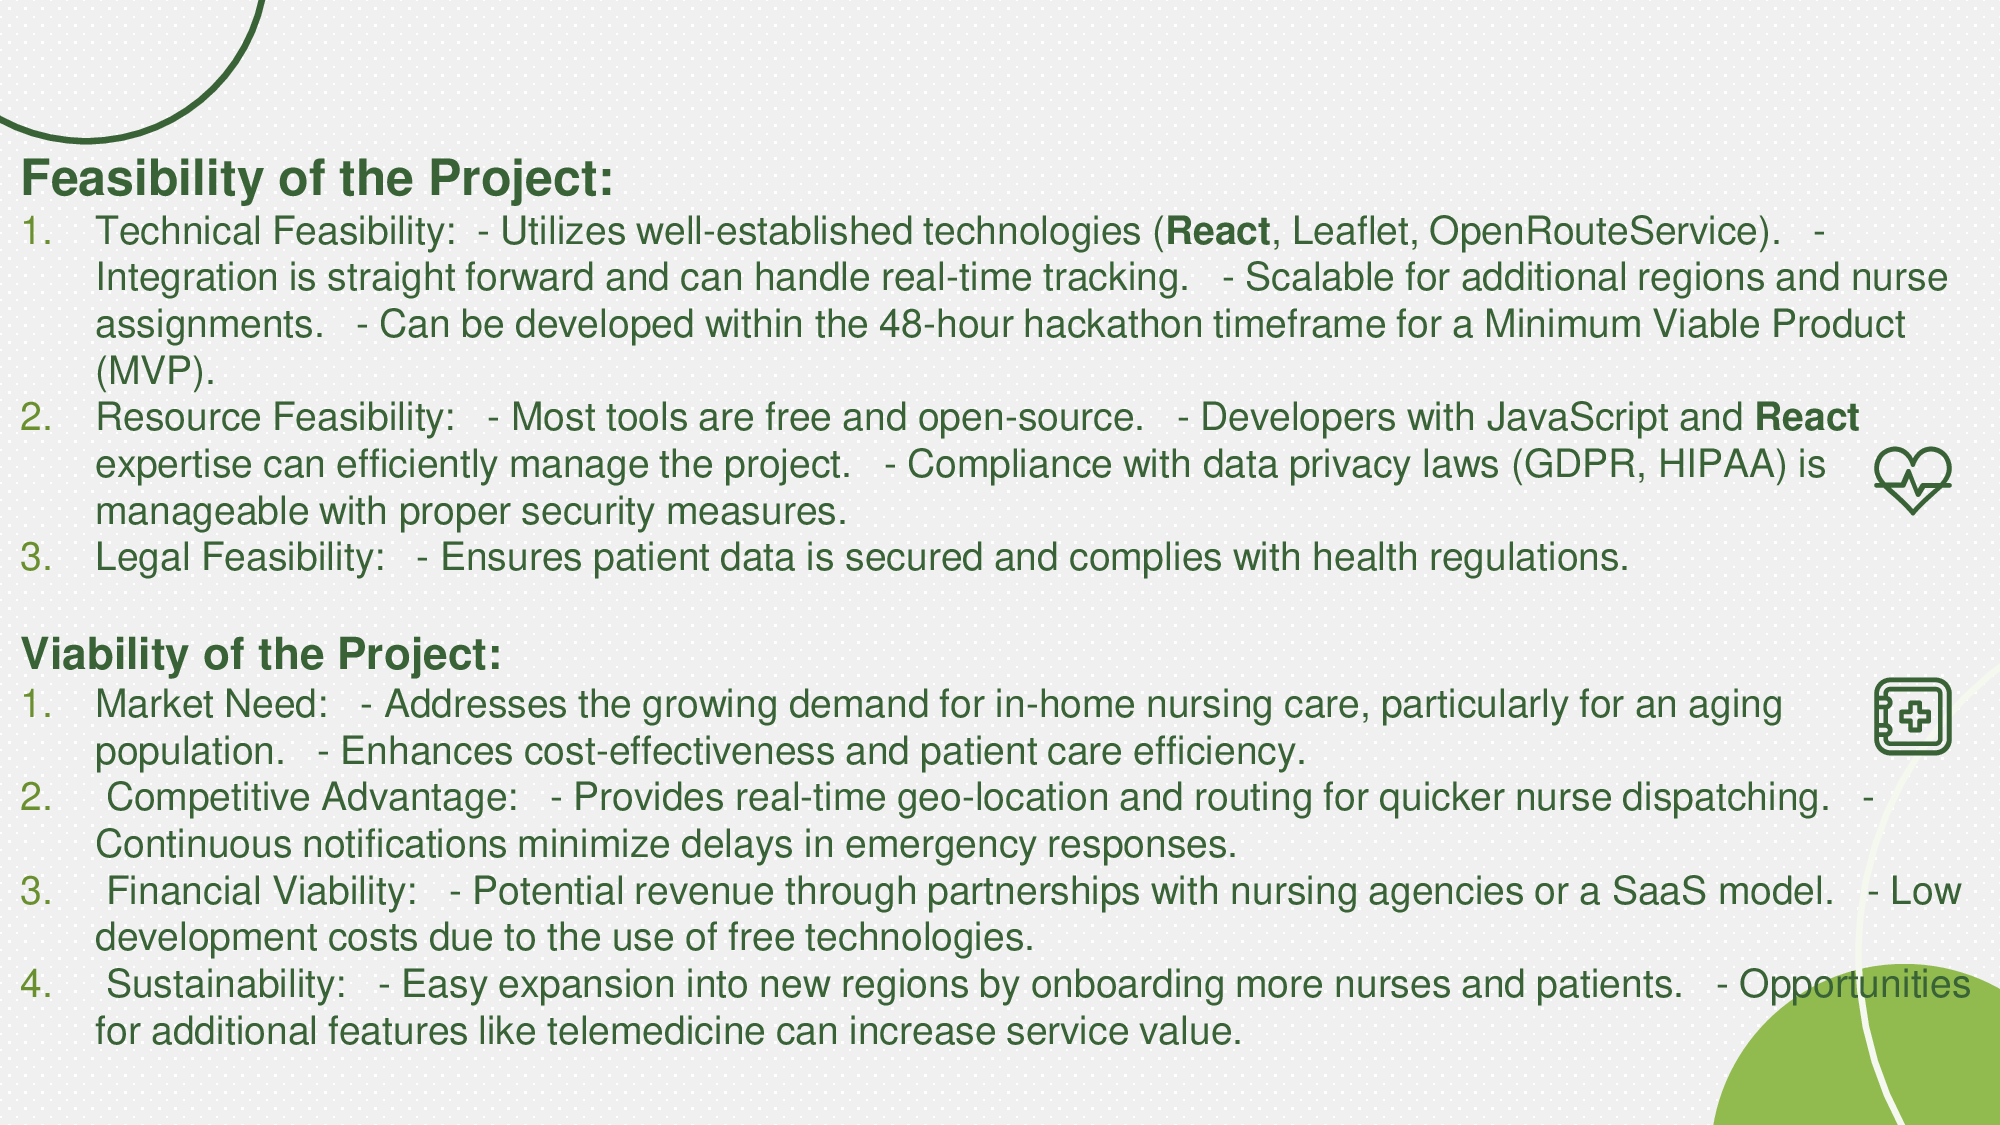 Feasibility of the Project:
1. Technical Feasibility: - Utilizes well-established technologies (React, Leaflet, OpenRouteService). -
Integration is straight forward and can handle real-time tracking. - Scalable for additional regions and nurse
assignments. - Can be developed within the 48-hour hackathon timeframe for a Minimum Viable Product
(MVP).
2. Resource Feasibility: - Most tools are free and open-source. - Developers with JavaScript and React
expertise can efficiently manage the project. - Compliance with data privacy laws (GDPR, HIPAA) is
manageable with proper security measures.
3. Legal Feasibility: - Ensures patient data is secured and complies with health regulations.
Viability of the Project:
1. Market Need: - Addresses the growing demand for in-home nursing care, particularly for an aging
population. - Enhances cost-effectiveness and patient care efficiency.
2. Competitive Advantage: - Provides real-time geo-location and routing for quicker nurse dispatching. -
Continuous notifications minimize delays in emergency responses.
3. Financial Viability: - Potential revenue through partnerships with nursing agencies or a SaaS model. - Low
development costs due to the use of free technologies.
4. Sustainability: - Easy expansion into new regions by onboarding more nurses and patients. - Opportunities
for additional features like telemedicine can increase service value.